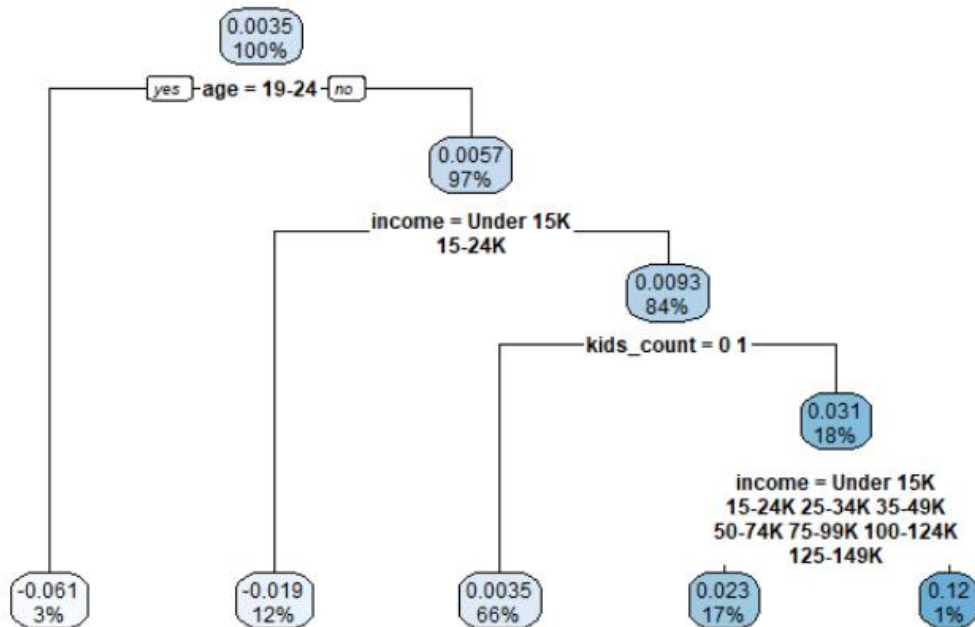 0.0035
100%
yes age = 19-24 no
0.0057
97%
income = Under 15K
15-24K
0.0093
84%
kids_count = 0 1
0.031
18%
income = Under 15K
15-24K 25-34K 35-49K
50-74K 75-99K 100-124K
125-149K
-0.061
3%
-0.019
12%
0.0035
66%
0.023
17%
0.12
1%